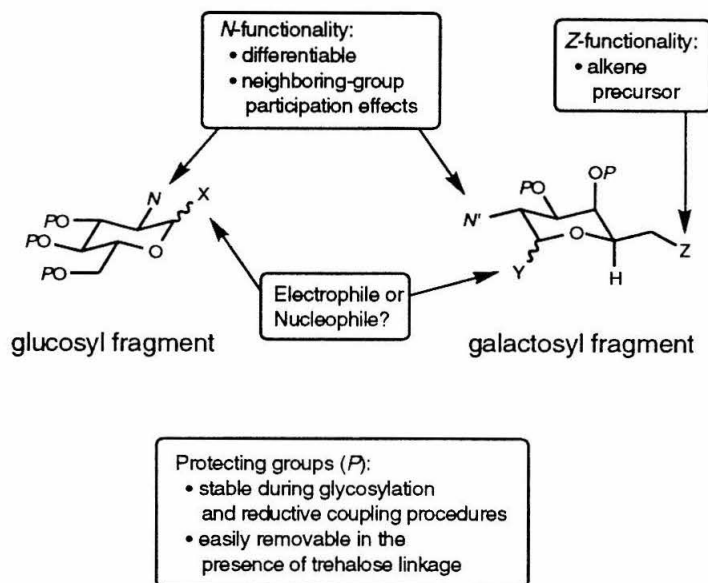 N-functionality:
• differentiable
• neighboring-group
participation effects
Z-functionality:
• alkene
precursor
N
X
PO
PO
PO
O
PO
OP
N'
O
Y
H
Z
Electrophile or
Nucleophile?
glucosyl fragment
galactosyl fragment
Protecting groups (P):
• stable during glycosylation
and reductive coupling procedures
• easily removable in the
presence of trehalose linkage